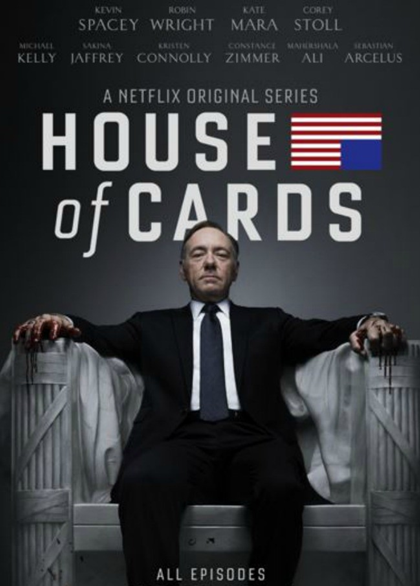 KEVIN SPACEY ROBIN WRIGHT KATE MARA COREY STOLL
MICHAEL KELLY SAKINA JAFFREY KRISTEN CONNOLLY CONSTANCE ZIMMER MAHERSHALA ALI SEBASTIAN ARCELUS
A NETFLIX ORIGINAL SERIES
HOUSE
of CARDS
ALL EPISODES